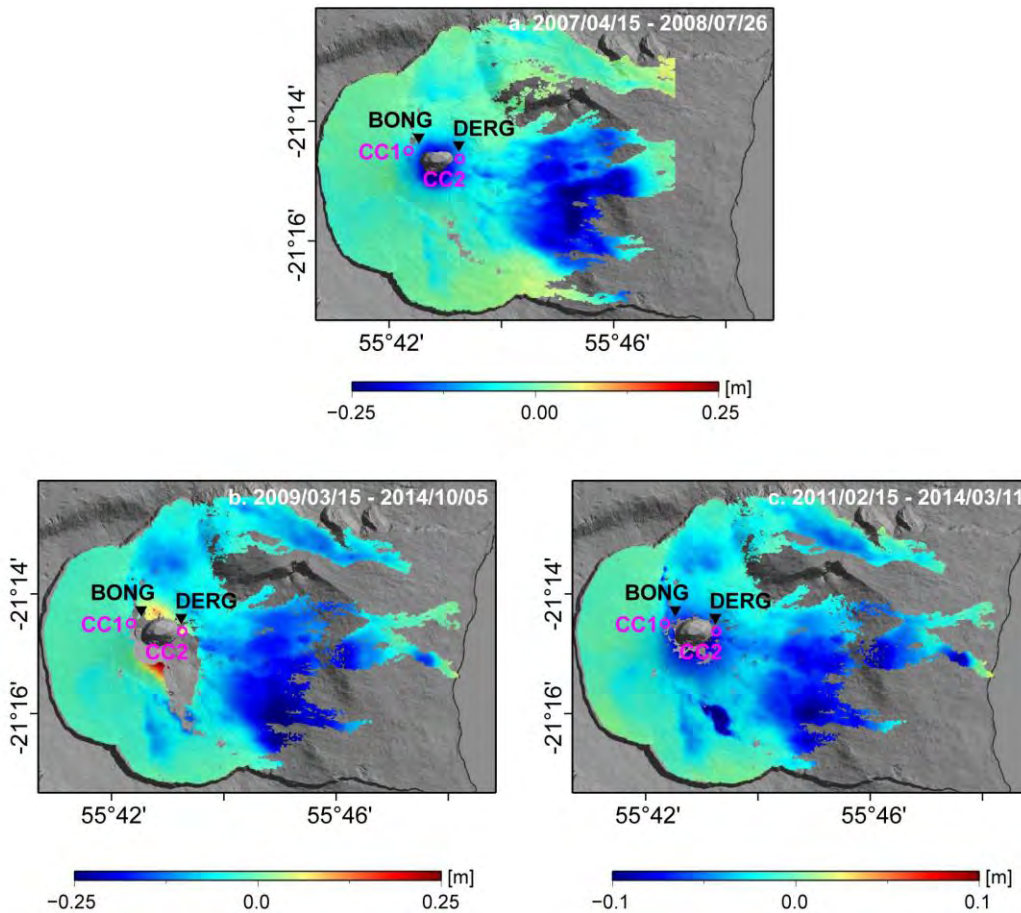 a. 2007/04/15 - 2008/07/26
-21°14'
BONG
DERG
CC1
CC2
-21°16'
55°42'
55°46'
[m]
−0.25
0.00
0.25
b. 2009/03/15 - 2014/10/05
-21°14'
BONG
DERG
CC1
CC2
-21°16'
55°42'
55°46'
[m]
−0.25
0.0
0.25
c. 2011/02/15 - 2014/03/11
-21°14'
BONG
DERG
CC1
CC2
-21°16'
55°42'
55°46'
[m]
−0.1
0.0
0.1